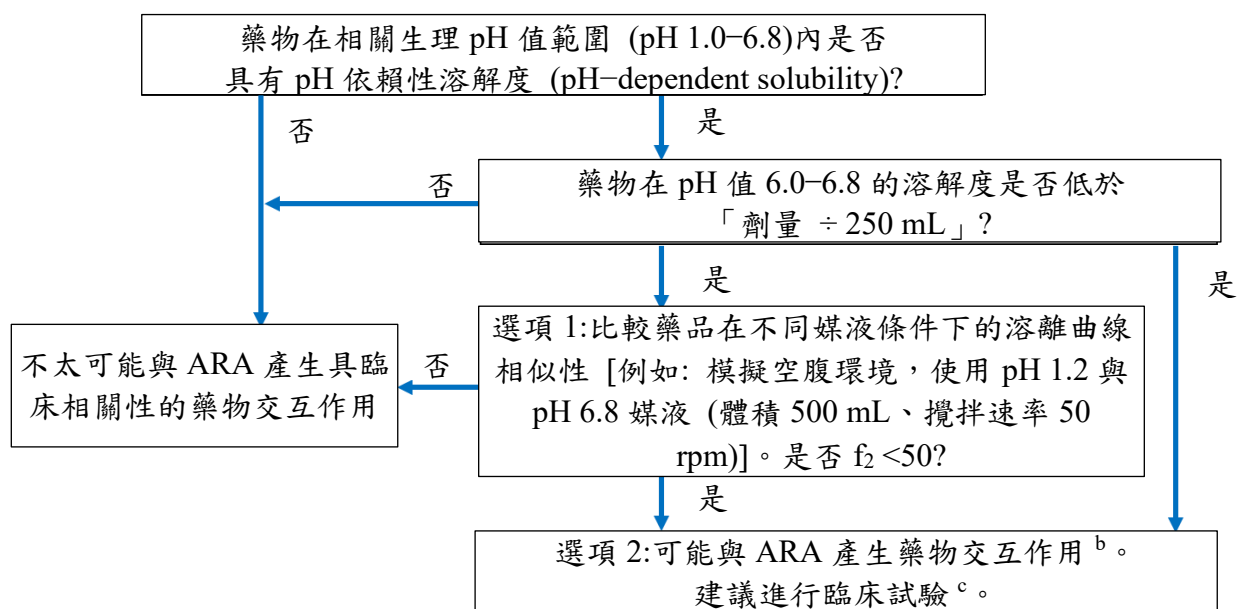 藥物在相關生理 pH 值範圍 (pH 1.0−6.8)內是否
具有 pH 依賴性溶解度 (pH−dependent solubility)?
否
是
否
藥物在 pH 值 6.0−6.8 的溶解度是否低於
「劑量 ÷ 250 mL」?
是
是
不太可能與 ARA 產生具臨
床相關性的藥物交互作用
否
選項 1:比較藥品在不同媒液條件下的溶離曲線
相似性 [例如: 模擬空腹環境,使用 pH 1.2 與
pH 6.8 媒液 (體積 500 mL、攪拌速率 50
rpm)]。是否 f₂ <50?
是
選項 2:可能與 ARA 產生藥物交互作用 ᵇ。
建議進行臨床試驗 ᶜ。